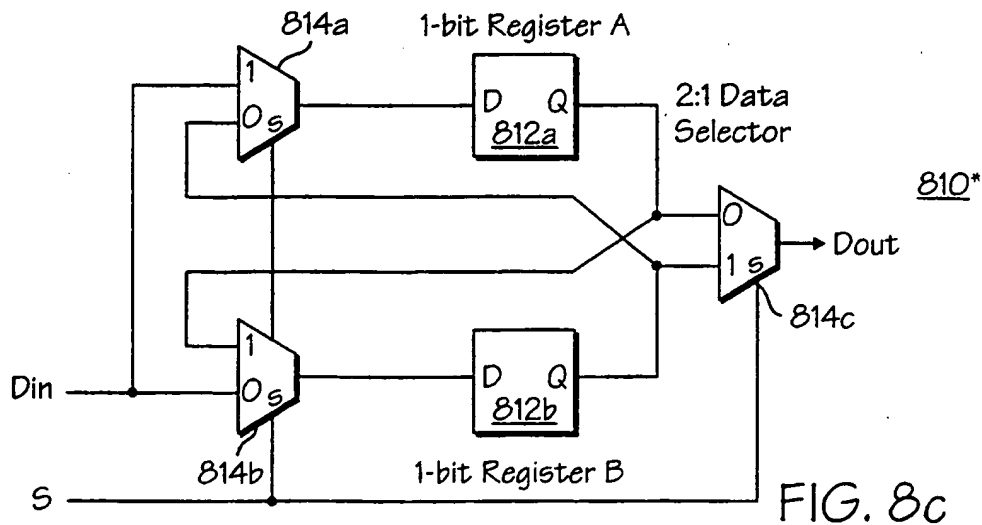 814a
1-bit Register A
1
0
s
D Q
812a
2:1 Data
Selector
810*
0
1 s
Dout
814c
1
0
s
Din
D Q
812b
814b
1-bit Register B
S
FIG. 8c